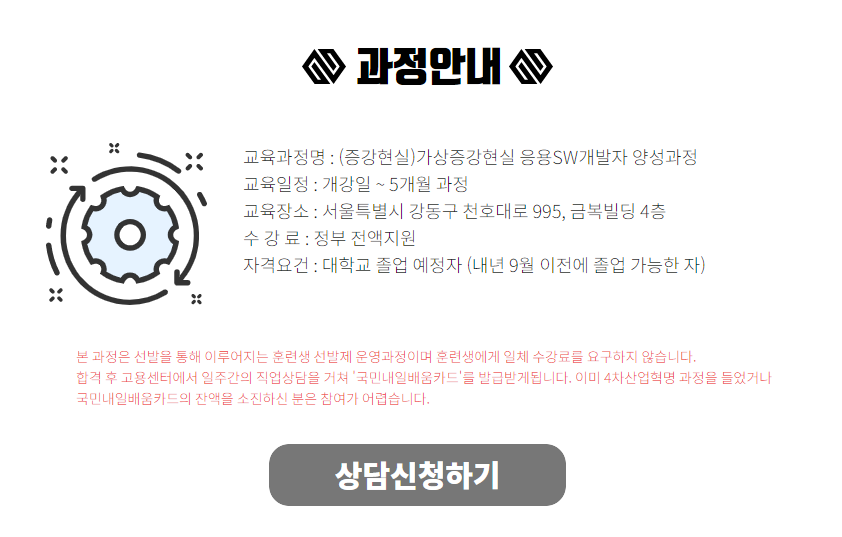 과정안내
교육과정명 : (증강현실)가상증강현실 응용SW개발자 양성과정
교육일정 : 개강일 ~ 5개월 과정
교육장소 : 서울특별시 강동구 천호대로 995, 금복빌딩 4층
수 강 료 : 정부 전액지원
자격요건 : 대학교 졸업 예정자 (내년 9월 이전에 졸업 가능한 자)
본 과정은 선발을 통해 이루어지는 훈련생 선발제 운영과정이며 훈련생에게 일체 수강료를 요구하지 않습니다.
합격 후 고용센터에서 일주간의 직업상담을 거쳐 '국민내일배움카드'를 발급받게됩니다. 이미 4차산업혁명 과정을 들었거나
국민내일배움카드의 잔액을 소진하신 분은 참여가 어렵습니다.
상담신청하기